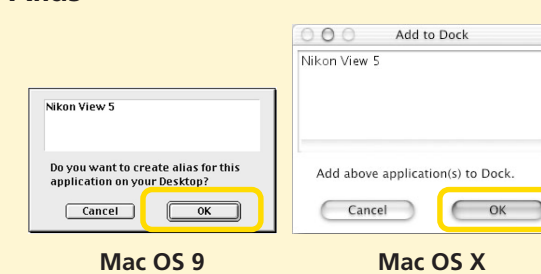 Nikon View 5
Do you want to create alias for this
application on your Desktop?
Cancel OK
Mac OS 9
Add to Dock
Nikon View 5
Add above application(s) to Dock.
Cancel OK
Mac OS X